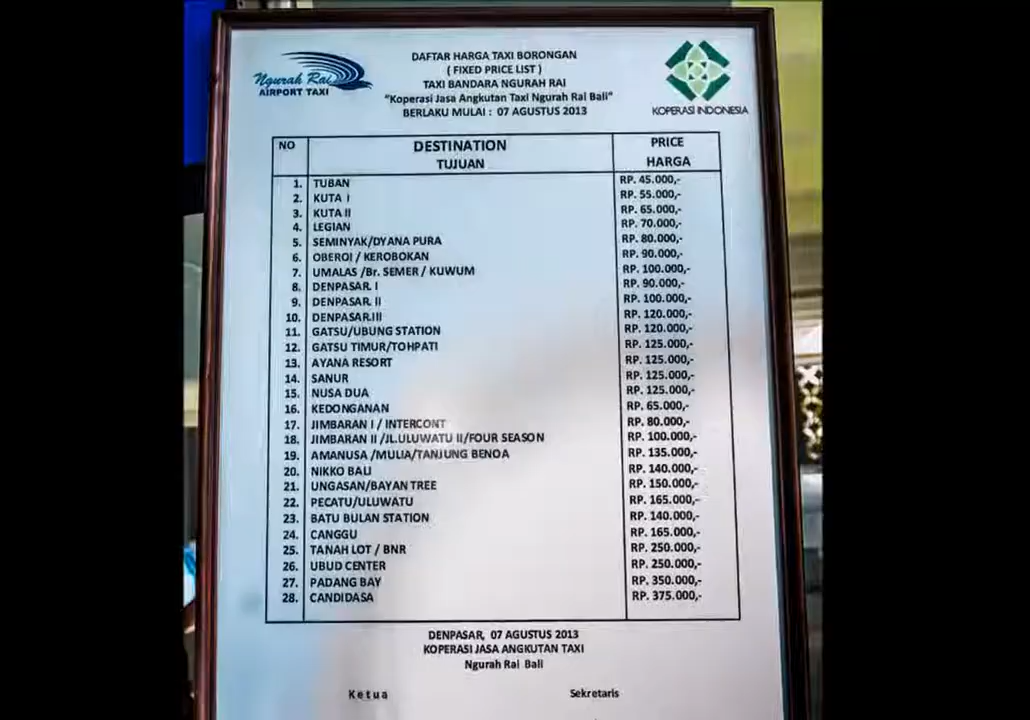 Ngurah Rai
AIRPORT TAXI
DAFTAR HARGA TAXI BORONGAN
( FIXED PRICE LIST )
TAXI BANDARA NGURAH RAI
"Koperasi Jasa Angkutan Taxi Ngurah Rai Bali"
BERLAKU MULAI : 07 AGUSTUS 2013
KOPERASI INDONESIA
NO DESTINATION PRICE
TUJUAN HARGA
1. TUBAN RP. 45.000,-
2. KUTA I RP. 55.000,-
3. KUTA II RP. 65.000,-
4. LEGIAN RP. 70.000,-
5. SEMINYAK/DYANA PURA RP. 80.000,-
6. OBEROI / KEROBOKAN RP. 90.000,-
7. UMALAS /Br. SEMER / KUWUM RP. 100.000,-
8. DENPASAR. I RP. 90.000,-
9. DENPASAR. II RP. 100.000,-
10. DENPASAR.III RP. 120.000,-
11. GATSU/UBUNG STATION RP. 120.000,-
12. GATSU TIMUR/TOHPATI RP. 125.000,-
13. AYANA RESORT RP. 125.000,-
14. SANUR RP. 125.000,-
15. NUSA DUA RP. 125.000,-
16. KEDONGANAN RP. 65.000,-
17. JIMBARAN I / INTERCONT RP. 80.000,-
18. JIMBARAN II /JL.ULUWATU II/FOUR SEASON RP. 100.000,-
19. AMANUSA /MULIA/TANJUNG BENOA RP. 135.000,-
20. NIKKO BALI RP. 140.000,-
21. UNGASAN/BAYAN TREE RP. 150.000,-
22. PECATU/ULUWATU RP. 165.000,-
23. BATU BULAN STATION RP. 140.000,-
24. CANGGU RP. 165.000,-
25. TANAH LOT / BNR RP. 250.000,-
26. UBUD CENTER RP. 250.000,-
27. PADANG BAY RP. 350.000,-
28. CANDIDASA RP. 375.000,-
DENPASAR, 07 AGUSTUS 2013
KOPERASI JASA ANGKUTAN TAXI
Ngurah Rai Bali
Ketua Sekretaris